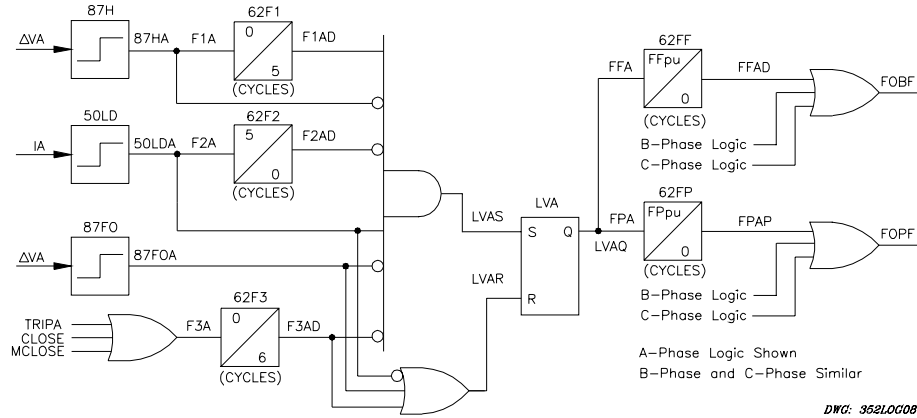 87H
62F1
62FF
ΔVA
87HA
F1A
0
5
F1AD
(CYCLES)
FFA
FFpu
0
FFAD
(CYCLES)
FOBF
B-Phase Logic
C-Phase Logic
50LD
62F2
IA
50LDA
F2A
5
0
F2AD
(CYCLES)
LVAS
LVA
S
Q
R
LVAQ
LVAR
62FP
FPA
FPpu
0
FPAP
(CYCLES)
FOPF
B-Phase Logic
C-Phase Logic
87FO
ΔVA
87FOA
62F3
TRIPA
CLOSE
MCLOSE
F3A
0
6
F3AD
(CYCLES)
A-Phase Logic Shown
B-Phase and C-Phase Similar
DWG: 352LOG08